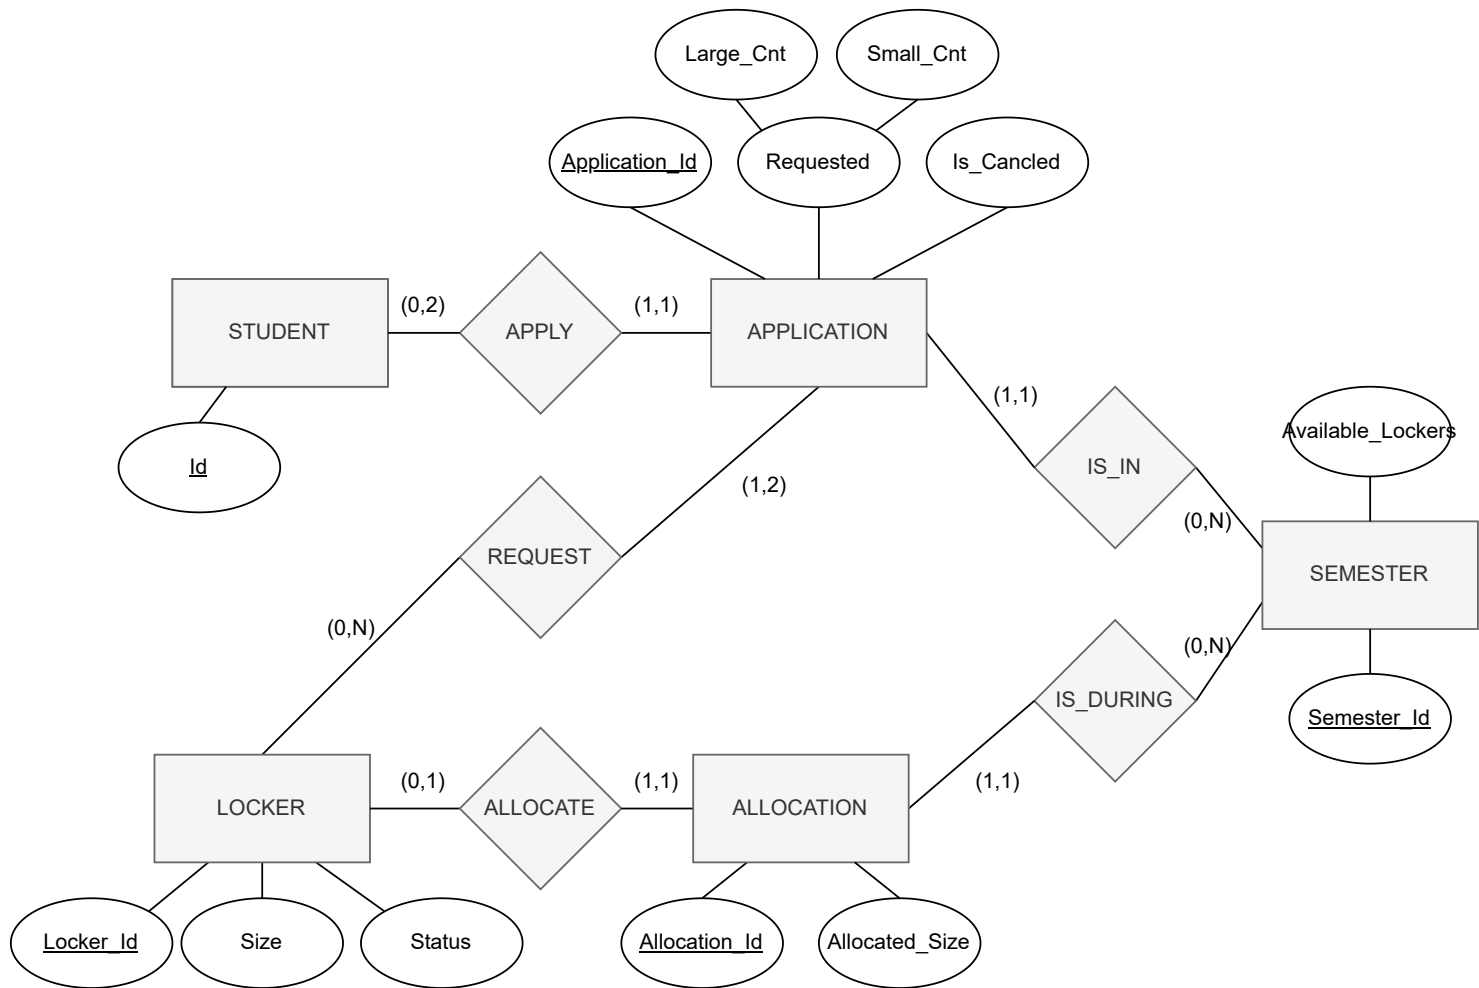 Large_Cnt
Small_Cnt
Application_Id
Requested
Is_Cancled
(0,2)
(1,1)
STUDENT
APPLY
APPLICATION
(1,1)
Available_Lockers
Id
IS_IN
(1,2)
(0,N)
REQUEST
SEMESTER
(0,N)
(0,N)
IS_DURING
Semester_Id
(0,1)
(1,1)
(1,1)
LOCKER
ALLOCATE
ALLOCATION
Locker_Id
Size
Status
Allocation_Id
Allocated_Size